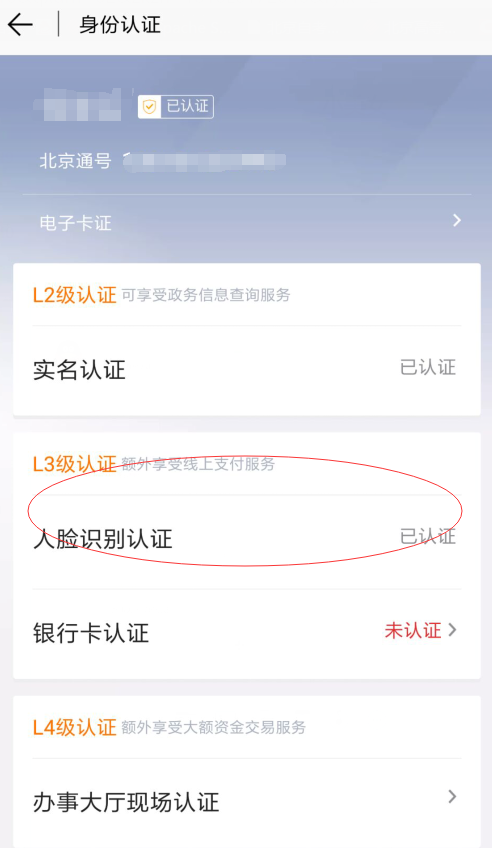 身份认证
已认证
北京通号
电子卡证
L2级认证 可享受政务信息查询服务
实名认证 已认证
L3级认证 额外享受线上支付服务
人脸识别认证 已认证
银行卡认证 未认证
L4级认证 额外享受大额资金交易服务
办事大厅现场认证